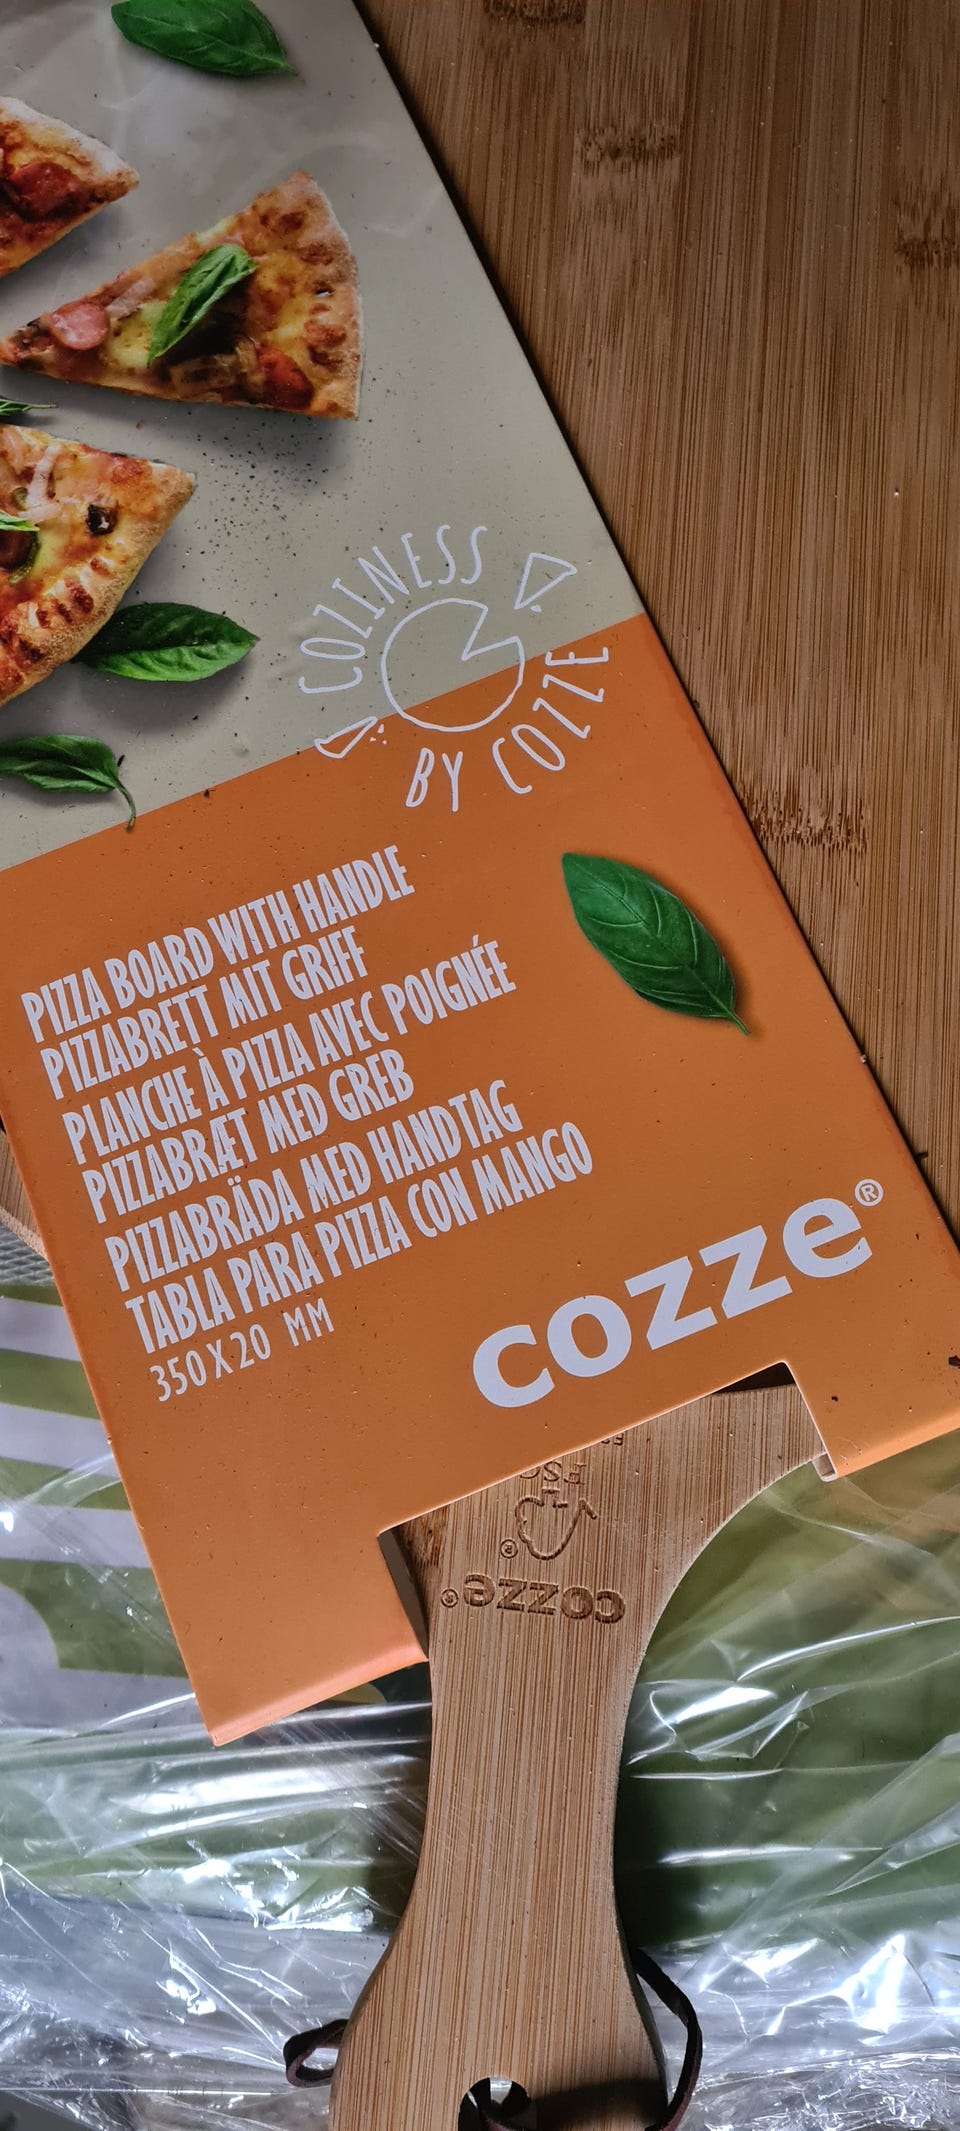 COZINESS
BY COZZE
PIZZA BOARD WITH HANDLE
PIZZABRETT MIT GRIFF
PLANCHE À PIZZA AVEC POIGNÉE
PIZZABRÆT MED GREB
PIZZABRÄDA MED HANDTAG
TABLA PARA PIZZA CON MANGO
350 X 20 MM
cozze®
FSC
®
cozze®